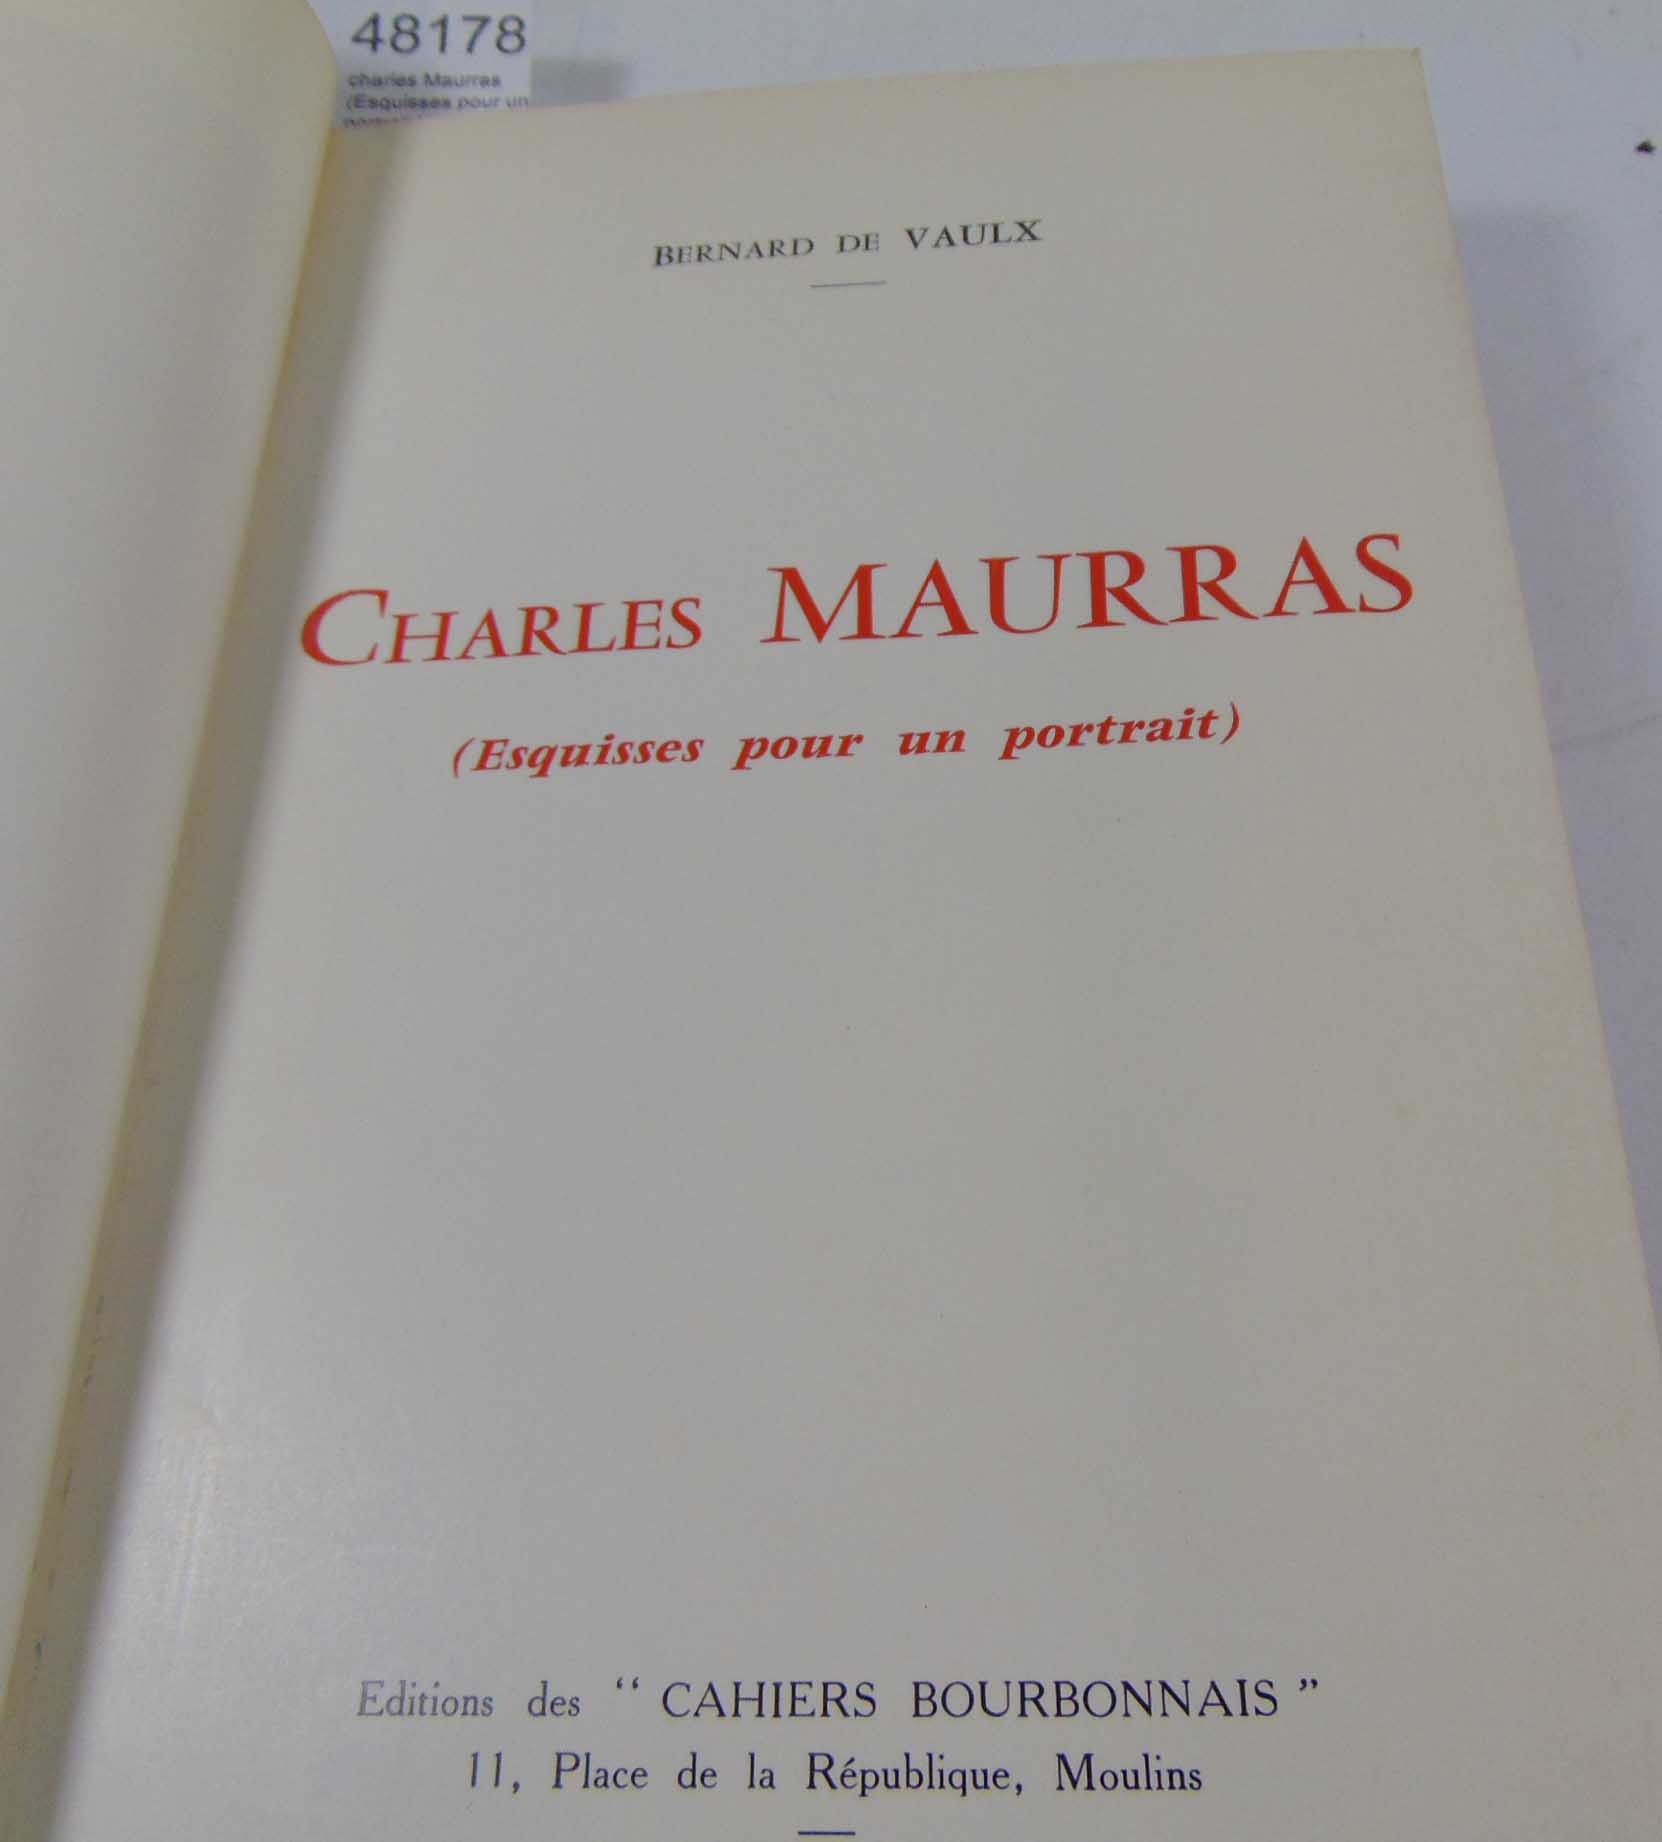 48178
charles Maurras
(Esquisses pour un
BERNARD DE VAULX
CHARLES MAURRAS
(Esquisses pour un portrait)
Editions des “ CAHIERS BOURBONNAIS ”
11, Place de la République, Moulins